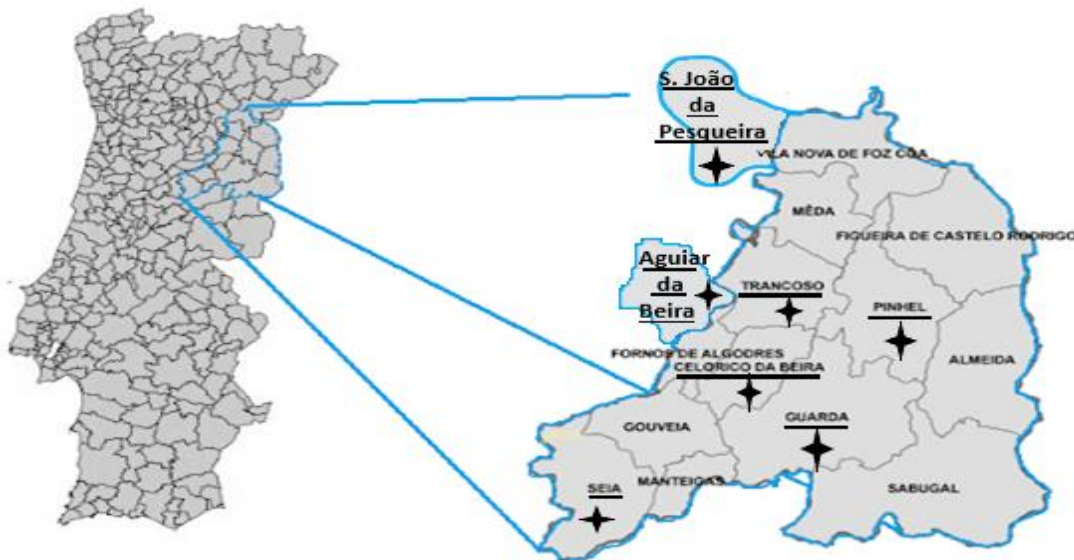 S. João
da
Pesqueira
VILA NOVA DE FOZ CÔA
MÊDA
FIGUEIRA DE CASTELO RODRIGO
Aguiar
da
Beira
TRANCOSO
PINHEL
FORNOS DE ALGODRES
ALMEIDA
CELORICO DA BEIRA
GUARDA
GOUVEIA
SEIA
MANTEIGAS
SABUGAL